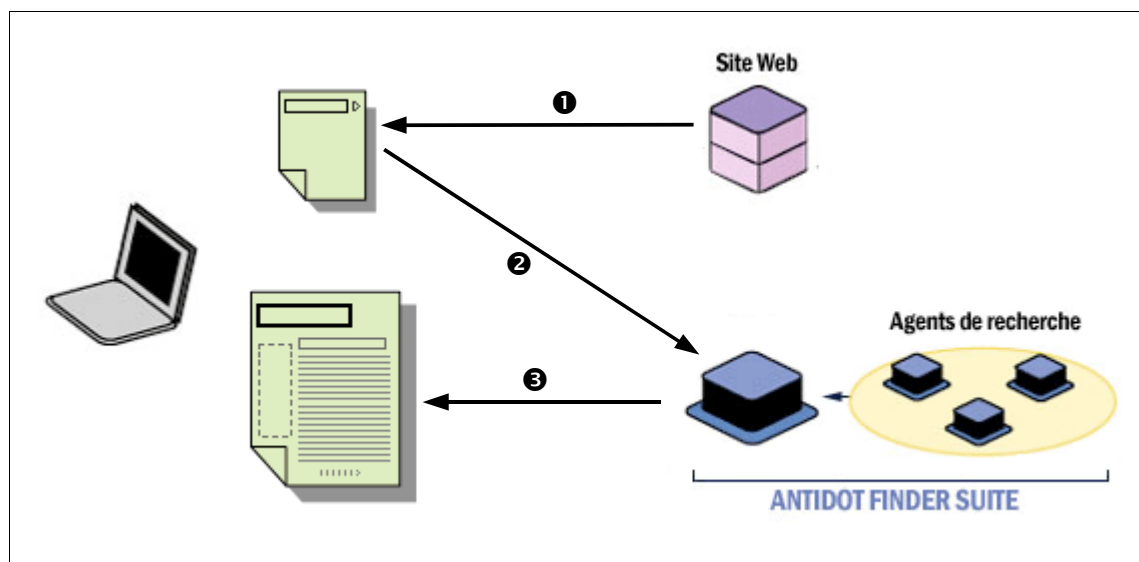 Site Web
❶
❷
Agents de recherche
❸
ANTIDOT FINDER SUITE